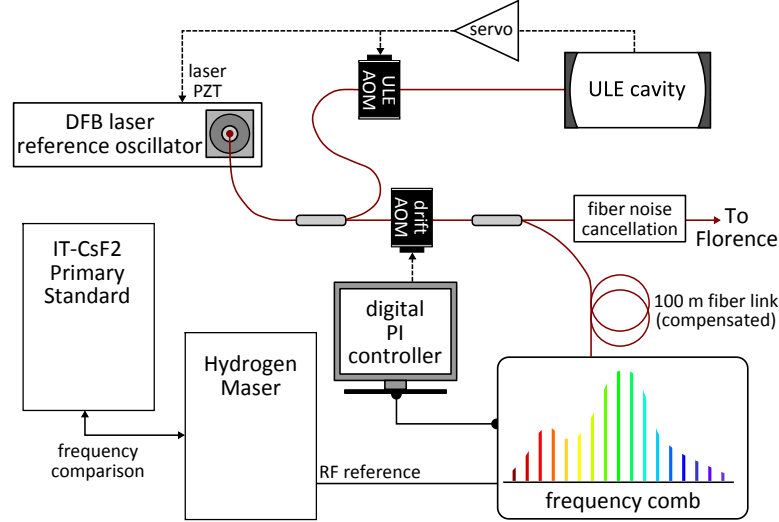 servo
laser
PZT
ULE
AOM
ULE cavity
DFB laser
reference oscillator
drift
AOM
fiber noise
cancellation
To
Florence
IT-CsF2
Primary
Standard
digital
PI
controller
100 m fiber link
(compensated)
Hydrogen
Maser
frequency
comparison
RF reference
frequency comb